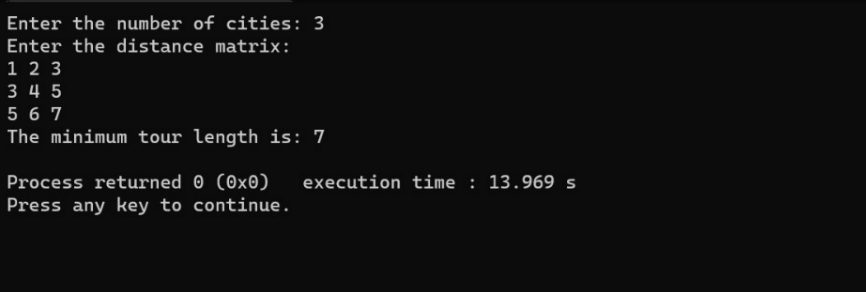 Enter the number of cities: 3
Enter the distance matrix:
1 2 3
3 4 5
5 6 7
The minimum tour length is: 7
Process returned 0 (0x0)   execution time : 13.969 s
Press any key to continue.